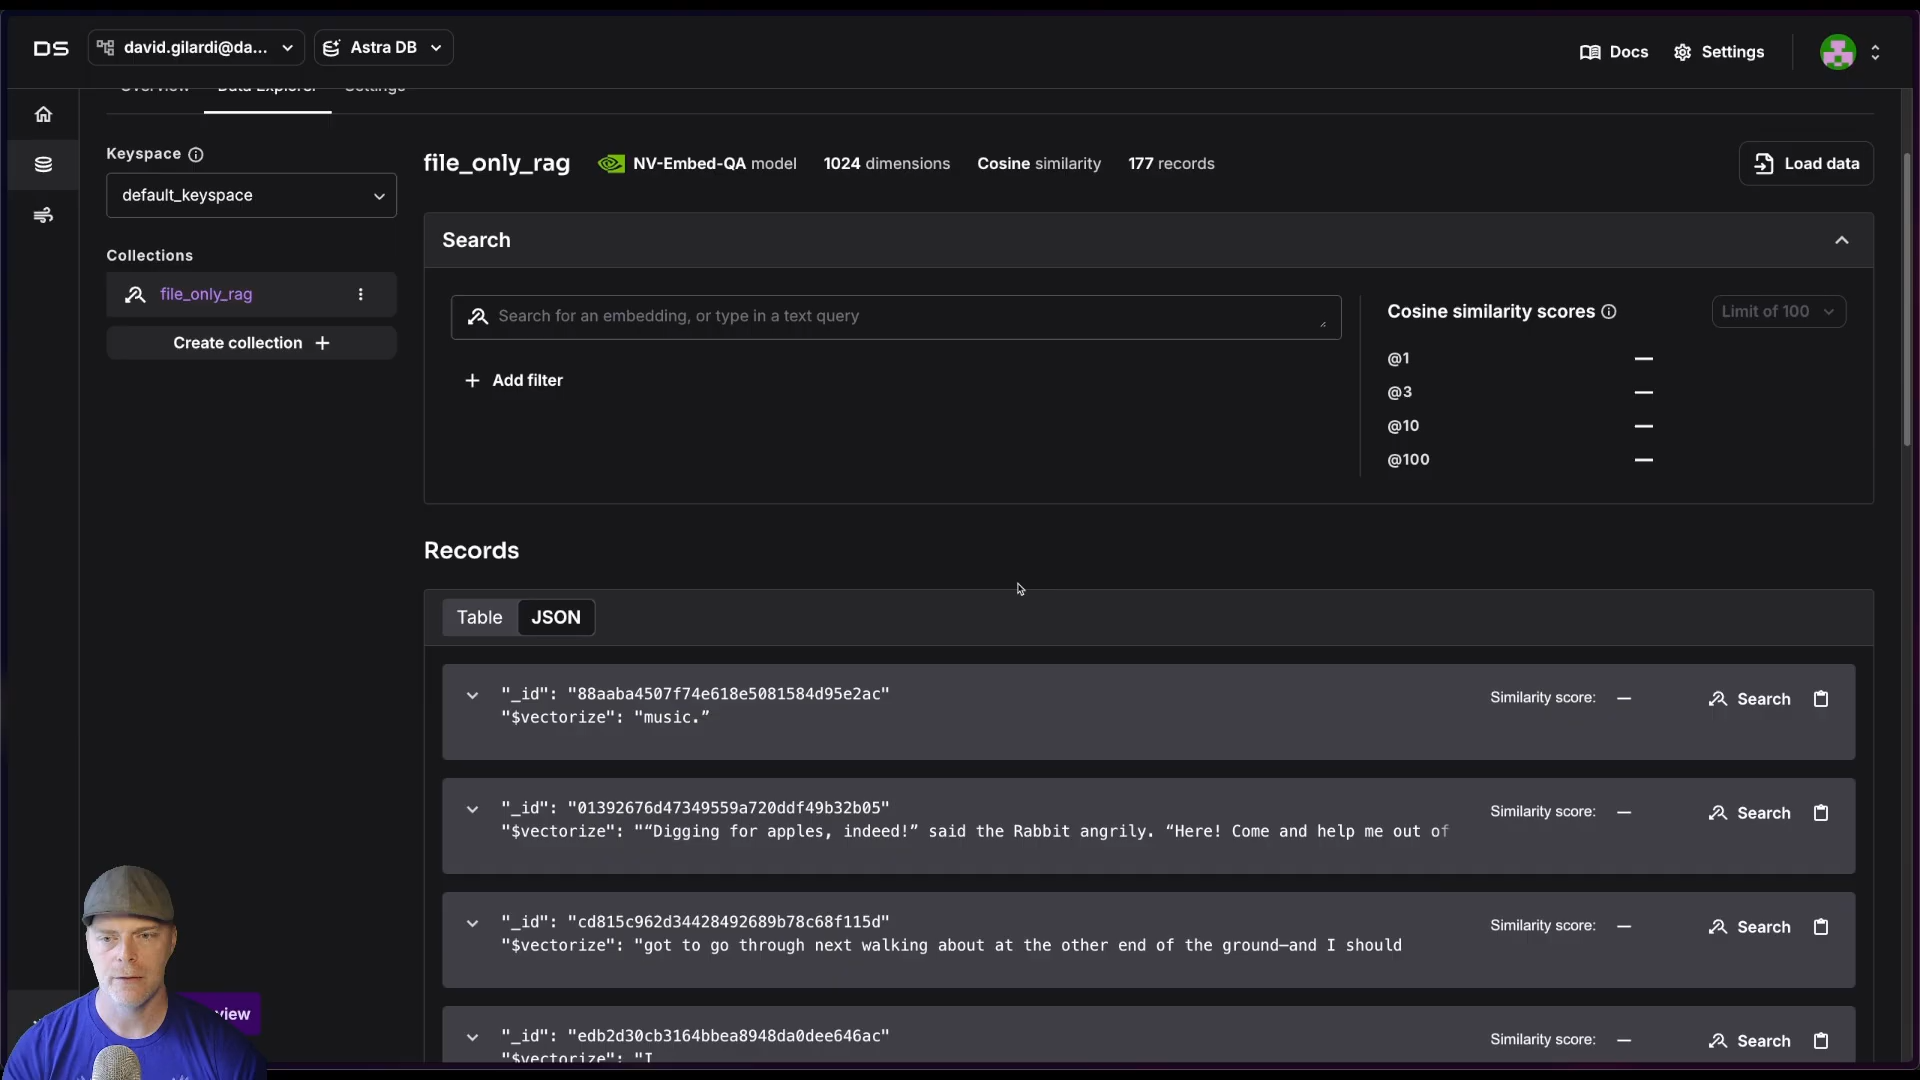 DS
david.gilardi@da...
Astra DB
Docs
Settings
Overview
Data Explorer
Settings
Keyspace
default_keyspace
Collections
file_only_rag
Create collection +
file_only_rag
NV-Embed-QA model
1024 dimensions
Cosine similarity
177 records
Load data
Search
Search for an embedding, or type in a text query
+ Add filter
Cosine similarity scores
Limit of 100
@1 —
@3 —
@10 —
@100 —
Records
Table
JSON
"_id": "88aaba4507f74e618e5081584d95e2ac"
"$vectorize": "music.”
Similarity score: —
Search
"_id": "01392676d47349559a720ddf49b32b05"
"$vectorize": "“Digging for apples, indeed!” said the Rabbit angrily. “Here! Come and help me out of
Similarity score: —
Search
"_id": "cd815c962d34428492689b78c68f115d"
"$vectorize": "got to go through next walking about at the other end of the ground—and I should
Similarity score: —
Search
"_id": "edb2d30cb3164bbea8948da0dee646ac"
"$vectorize": "I
Similarity score: —
Search